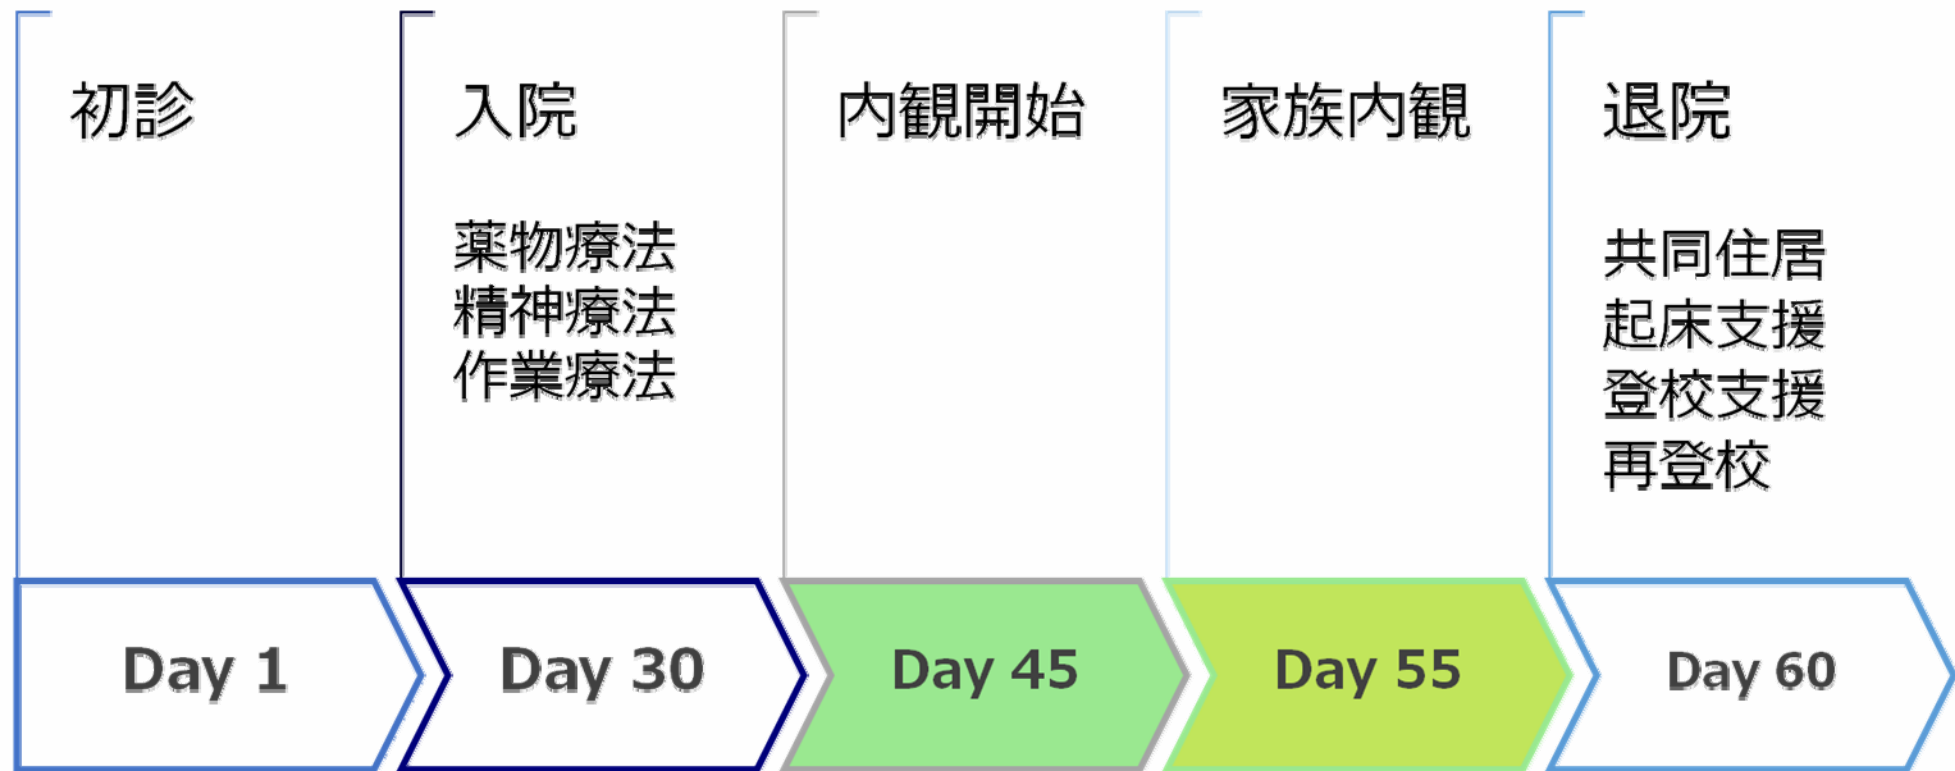 初診
入院
薬物療法
精神療法
作業療法
内観開始
家族内観
退院
共同住居
起床支援
登校支援
再登校
Day 1
Day 30
Day 45
Day 55
Day 60